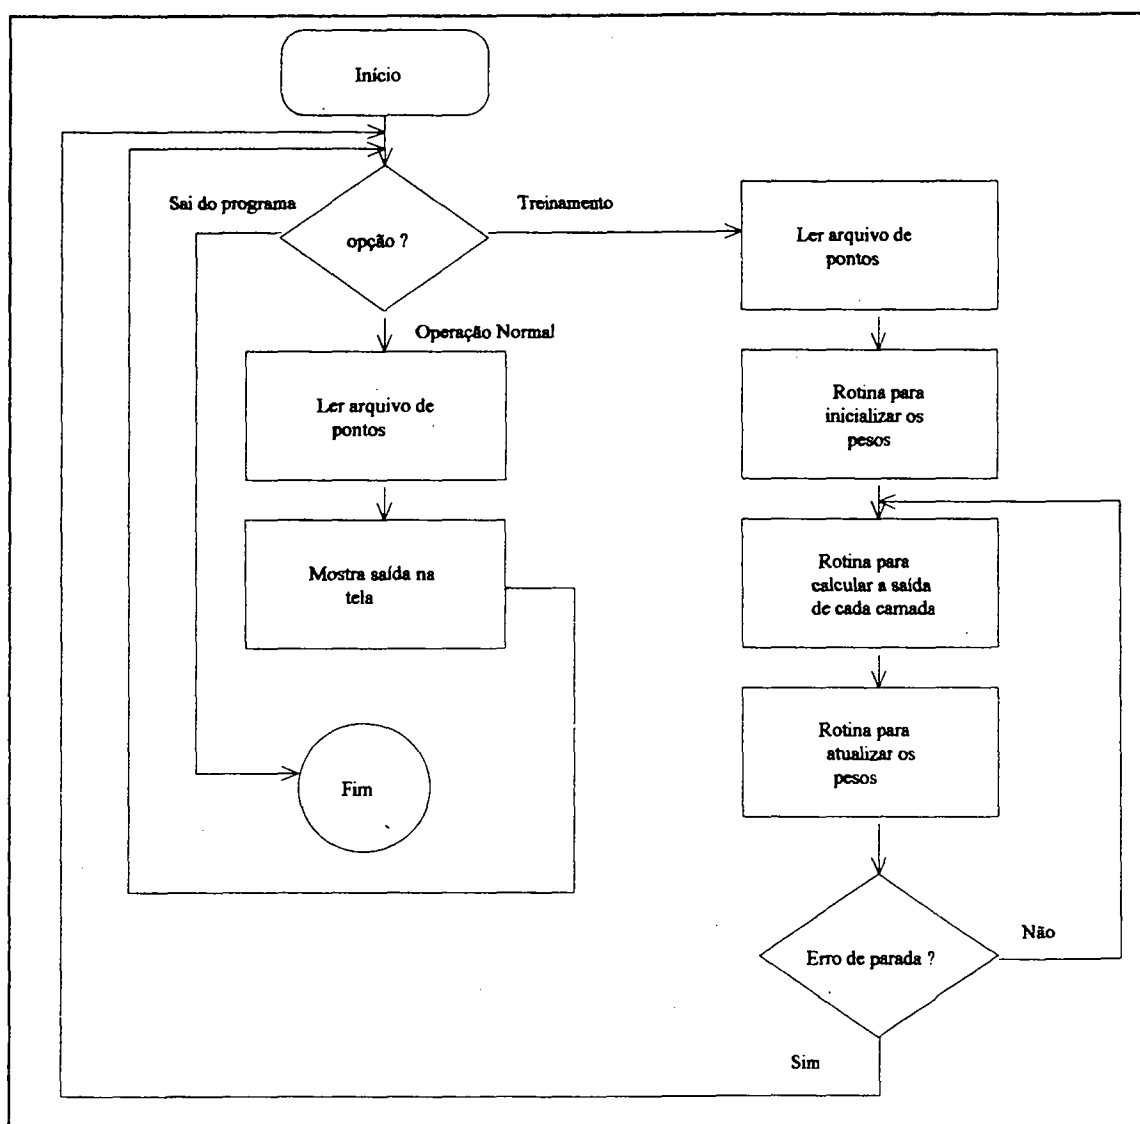 Início
Sai do programa
opção ?
Treinamento
Operação Normal
Ler arquivo de
pontos
Mostra saída na
tela
Fim
Ler arquivo de
pontos
Rotina para
inicializar os
pesos
Rotina para
calcular a saída
de cada camada
Rotina para
atualizar os
pesos
Erro de parada ?
Não
Sim